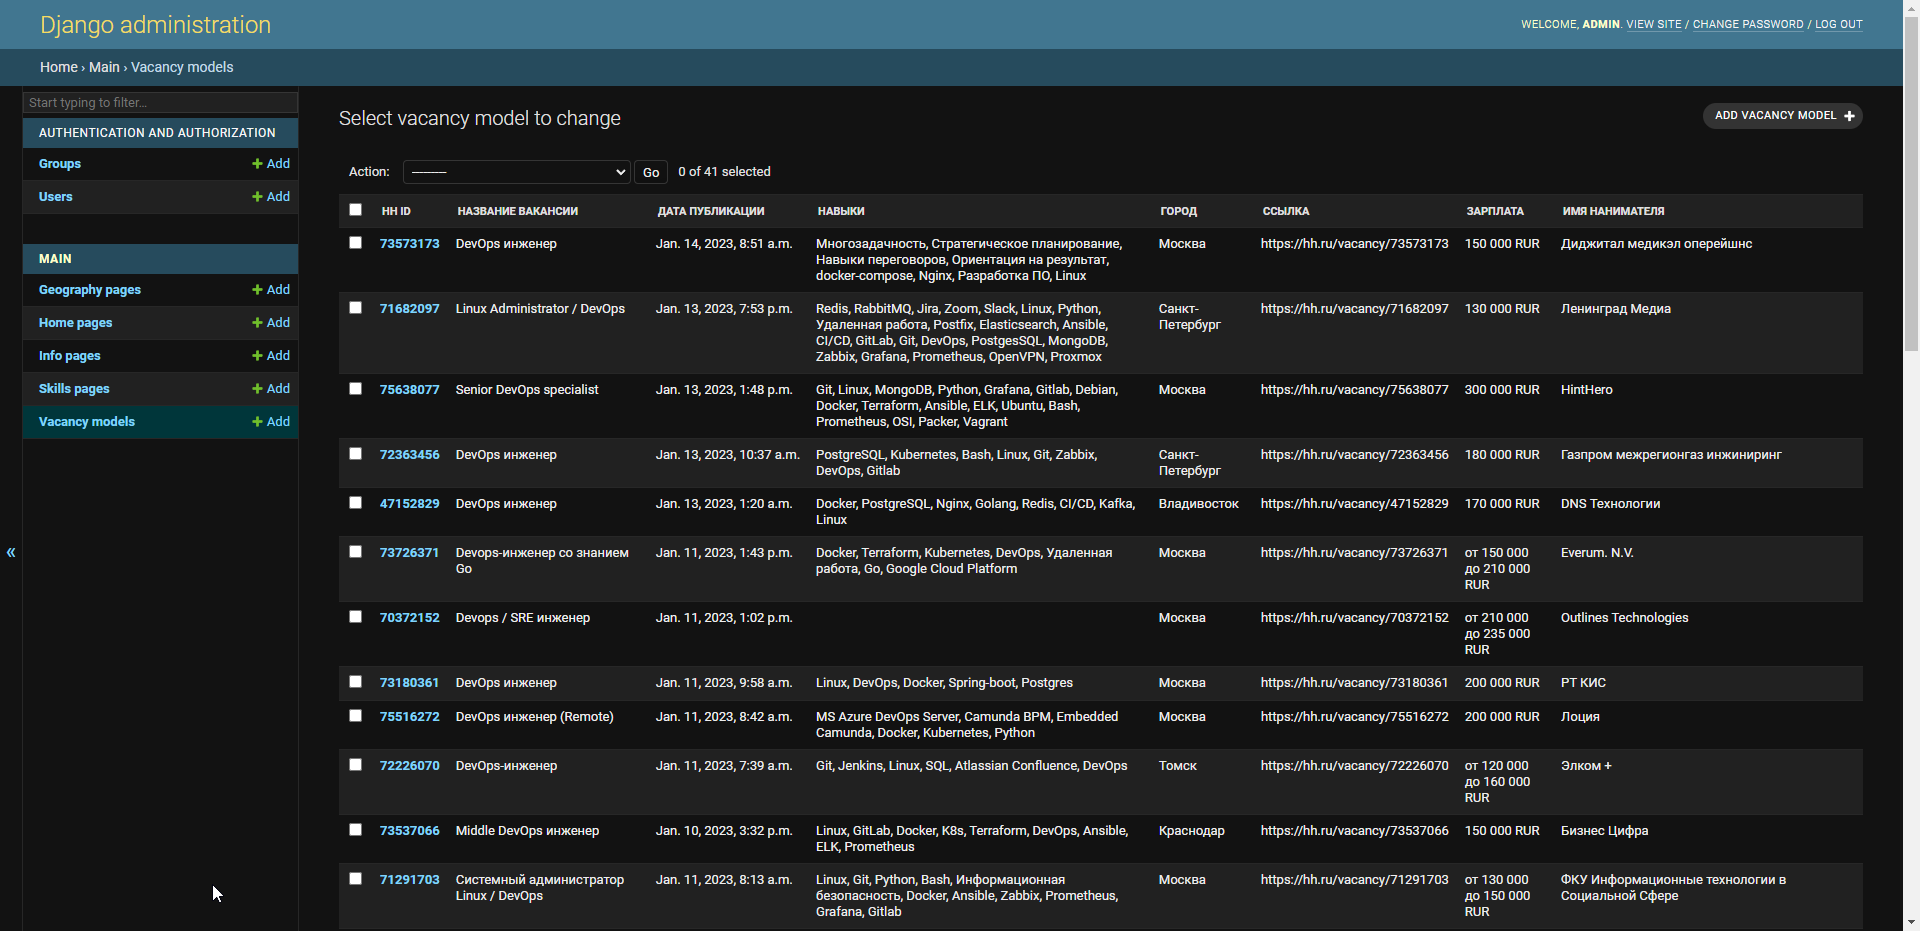 Django administration
WELCOME, ADMIN. VIEW SITE / CHANGE PASSWORD / LOG OUT
Home › Main › Vacancy models
Start typing to filter...
AUTHENTICATION AND AUTHORIZATION
Groups + Add
Users + Add
MAIN
Geography pages + Add
Home pages + Add
Info pages + Add
Skills pages + Add
Vacancy models + Add
«
Select vacancy model to change
ADD VACANCY MODEL +
Action: --------- Go 0 of 41 selected
HH ID НАЗВАНИЕ ВАКАНСИИ ДАТА ПУБЛИКАЦИИ НАВЫКИ ГОРОД ССЫЛКА ЗАРПЛАТА ИМЯ НАНИМАТЕЛЯ
73573173 DevOps инженер Jan. 14, 2023, 8:51 a.m. Многозадачность, Стратегическое планирование, Москва https://hh.ru/vacancy/73573173 150 000 RUR Диджитал медикэл оперейшнс
Навыки переговоров, Ориентация на результат,
docker-compose, Nginx, Разработка ПО, Linux
71682097 Linux Administrator / DevOps Jan. 13, 2023, 7:53 p.m. Redis, RabbitMQ, Jira, Zoom, Slack, Linux, Python, Санкт- https://hh.ru/vacancy/71682097 130 000 RUR Ленинград Медиа
Удаленная работа, Postfix, Elasticsearch, Ansible, Петербург
CI/CD, GitLab, Git, DevOps, PostgesSQL, MongoDB,
Zabbix, Grafana, Prometheus, OpenVPN, Proxmox
75638077 Senior DevOps specialist Jan. 13, 2023, 1:48 p.m. Git, Linux, MongoDB, Python, Grafana, Gitlab, Debian, Москва https://hh.ru/vacancy/75638077 300 000 RUR HintHero
Docker, Terraform, Ansible, ELK, Ubuntu, Bash,
Prometheus, OSI, Packer, Vagrant
72363456 DevOps инженер Jan. 13, 2023, 10:37 a.m. PostgreSQL, Kubernetes, Bash, Linux, Git, Zabbix, Санкт- https://hh.ru/vacancy/72363456 180 000 RUR Газпром межрегионгаз инжиниринг
DevOps, Gitlab Петербург
47152829 DevOps инженер Jan. 13, 2023, 1:20 a.m. Docker, PostgreSQL, Nginx, Golang, Redis, CI/CD, Kafka, Владивосток https://hh.ru/vacancy/47152829 170 000 RUR DNS Технологии
Linux
73726371 Devops-инженер со знанием Jan. 11, 2023, 1:43 p.m. Docker, Terraform, Kubernetes, DevOps, Удаленная Москва https://hh.ru/vacancy/73726371 от 150 000 Everum. N.V.
Go работа, Go, Google Cloud Platform до 210 000
RUR
70372152 Devops / SRE инженер Jan. 11, 2023, 1:02 p.m. Москва https://hh.ru/vacancy/70372152 от 210 000 Outlines Technologies
до 235 000
RUR
73180361 DevOps инженер Jan. 11, 2023, 9:58 a.m. Linux, DevOps, Docker, Spring-boot, Postgres Москва https://hh.ru/vacancy/73180361 200 000 RUR РТ КИС
75516272 DevOps инженер (Remote) Jan. 11, 2023, 8:42 a.m. MS Azure DevOps Server, Camunda BPM, Embedded Москва https://hh.ru/vacancy/75516272 200 000 RUR Лоция
Camunda, Docker, Kubernetes, Python
72226070 DevOps-инженер Jan. 11, 2023, 7:39 a.m. Git, Jenkins, Linux, SQL, Atlassian Confluence, DevOps Томск https://hh.ru/vacancy/72226070 от 120 000 Элком +
до 160 000
RUR
73537066 Middle DevOps инженер Jan. 10, 2023, 3:32 p.m. Linux, GitLab, Docker, K8s, Terraform, DevOps, Ansible, Краснодар https://hh.ru/vacancy/73537066 150 000 RUR Бизнес Цифра
ELK, Prometheus
71291703 Системный администратор Jan. 11, 2023, 8:13 a.m. Linux, Git, Python, Bash, Информационная Москва https://hh.ru/vacancy/71291703 от 130 000 ФКУ Информационные технологии в
Linux / DevOps безопасность, Docker, Ansible, Zabbix, Prometheus, до 150 000 Социальной Сфере
Grafana, Gitlab RUR